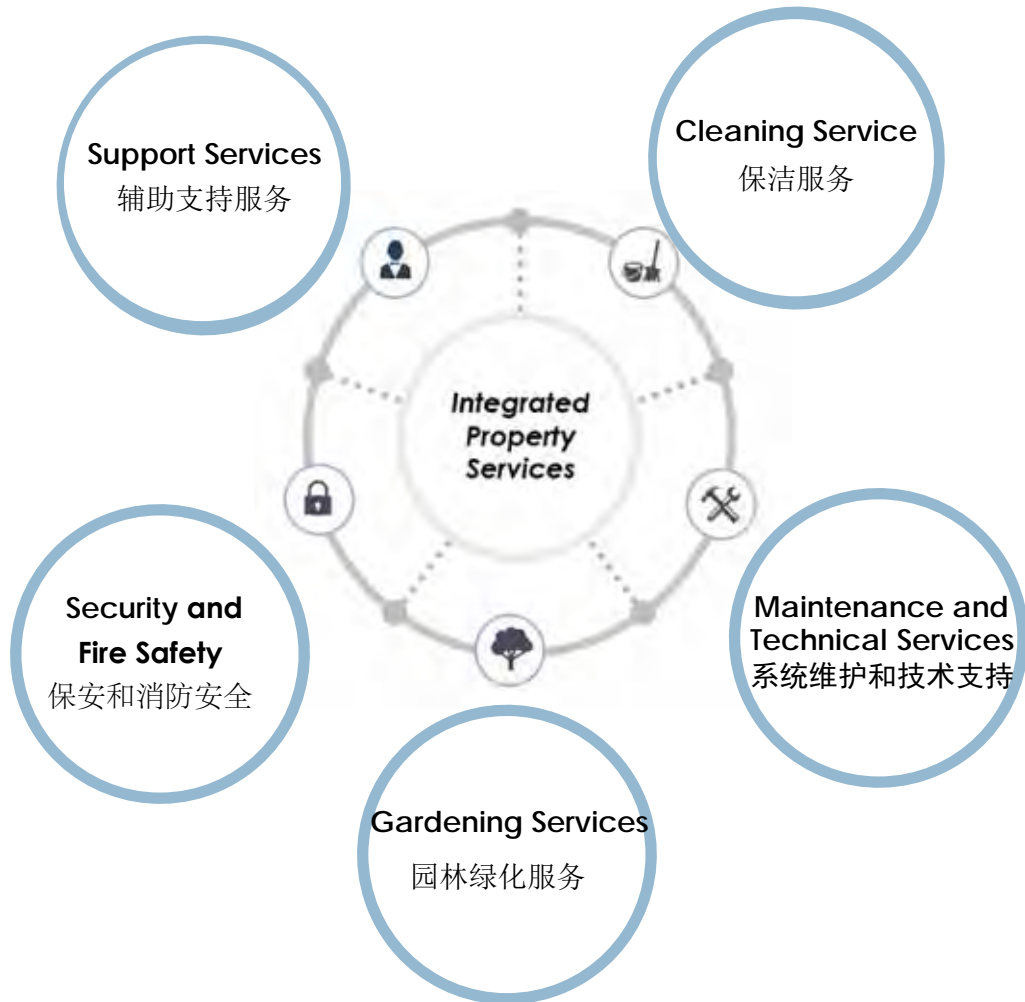 Support Services
辅助支持服务
Cleaning Service
保洁服务
Integrated
Property
Services
Security and
Fire Safety
保安和消防安全
Maintenance and
Technical Services
系统维护和技术支持
Gardening Services
园林绿化服务